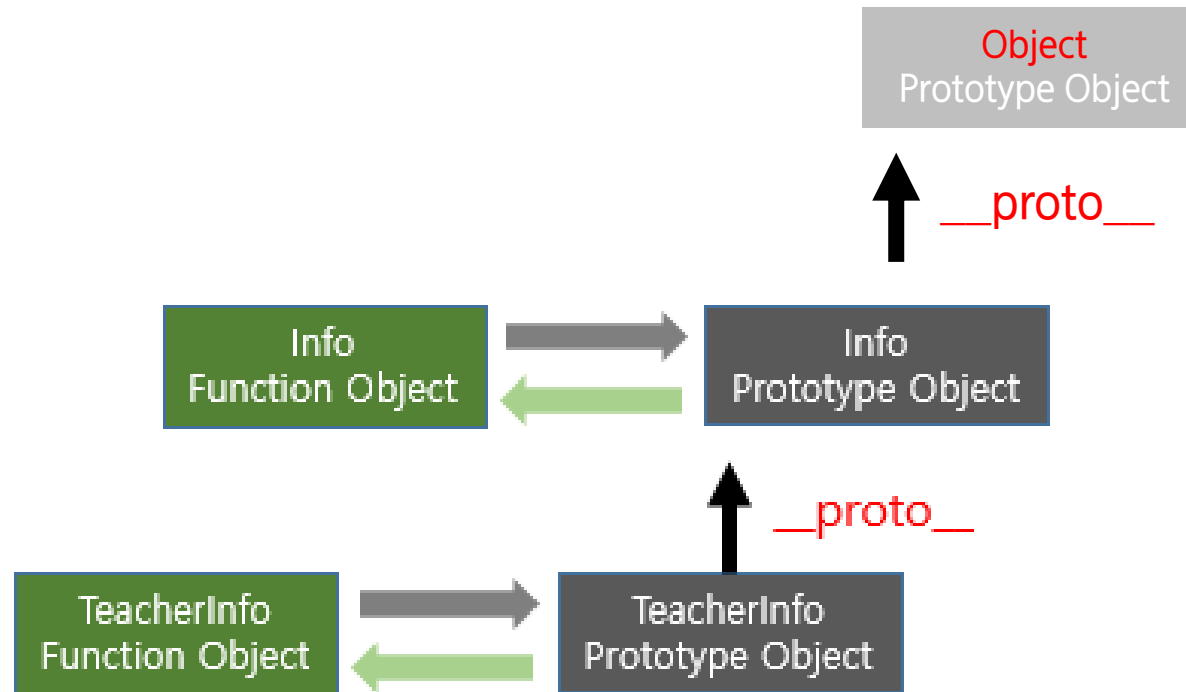 Object
Prototype Object
__proto__
Info
Function Object
Info
Prototype Object
__proto__
TeacherInfo
Function Object
TeacherInfo
Prototype Object